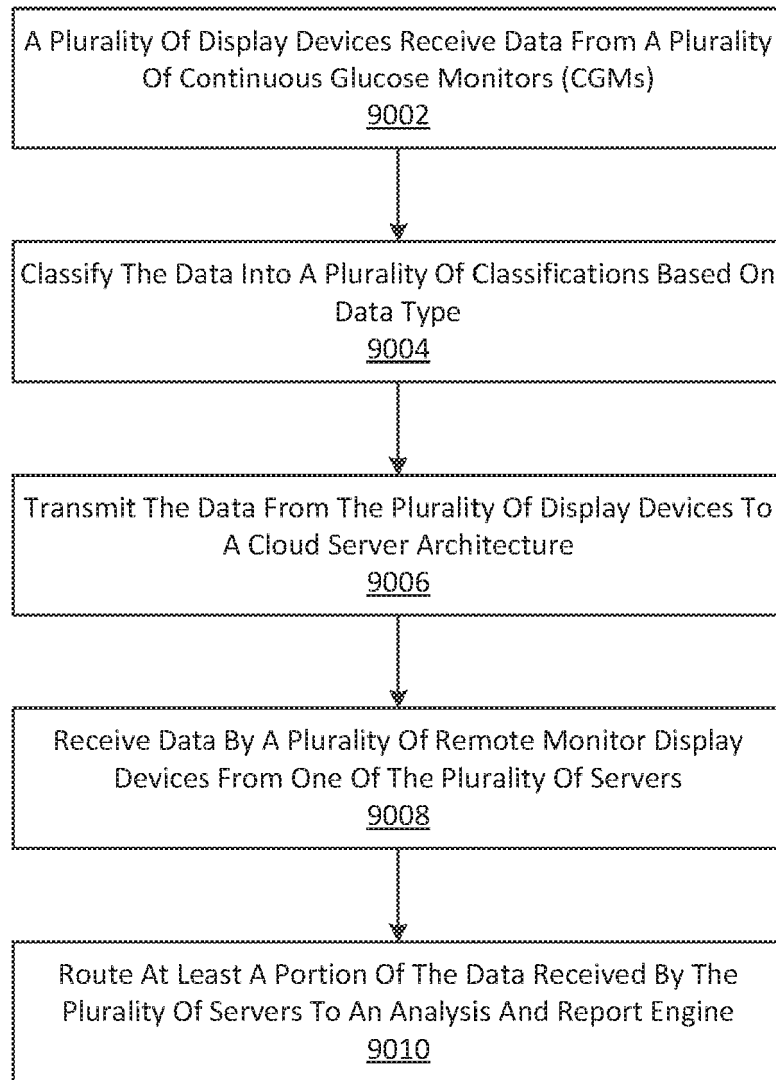 A Plurality Of Display Devices Receive Data From A Plurality
Of Continuous Glucose Monitors (CGMs)
9002
Classify The Data Into A Plurality Of Classifications Based On
Data Type
9004
Transmit The Data From The Plurality Of Display Devices To
A Cloud Server Architecture
9006
Receive Data By A Plurality Of Remote Monitor Display
Devices From One Of The Plurality Of Servers
9008
Route At Least A Portion Of The Data Received By The
Plurality Of Servers To An Analysis And Report Engine
9010